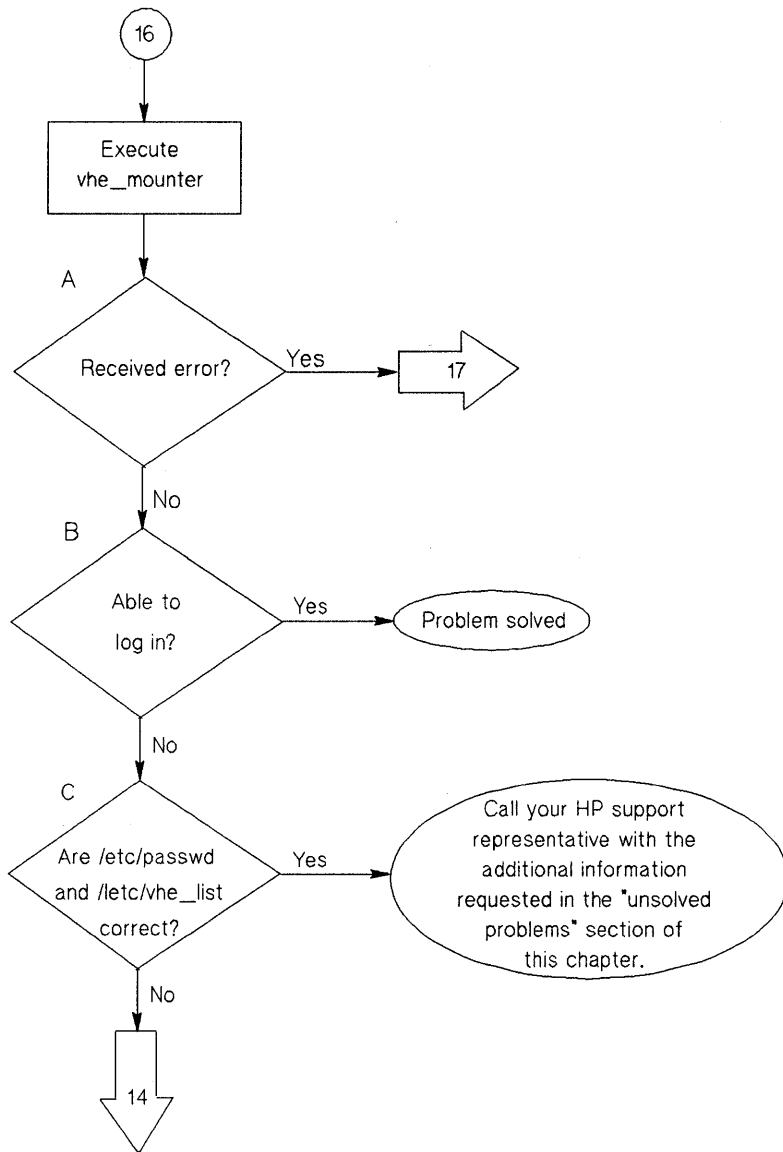 16
Execute
vhe_mounter
A
Received error?
Yes
17
No
B
Able to
log in?
Yes
Problem solved
No
C
Are /etc/passwd
and /letc/vhe_list
correct?
Yes
Call your HP support
representative with the
additional information
requested in the "unsolved
problems" section of
this chapter.
No
14